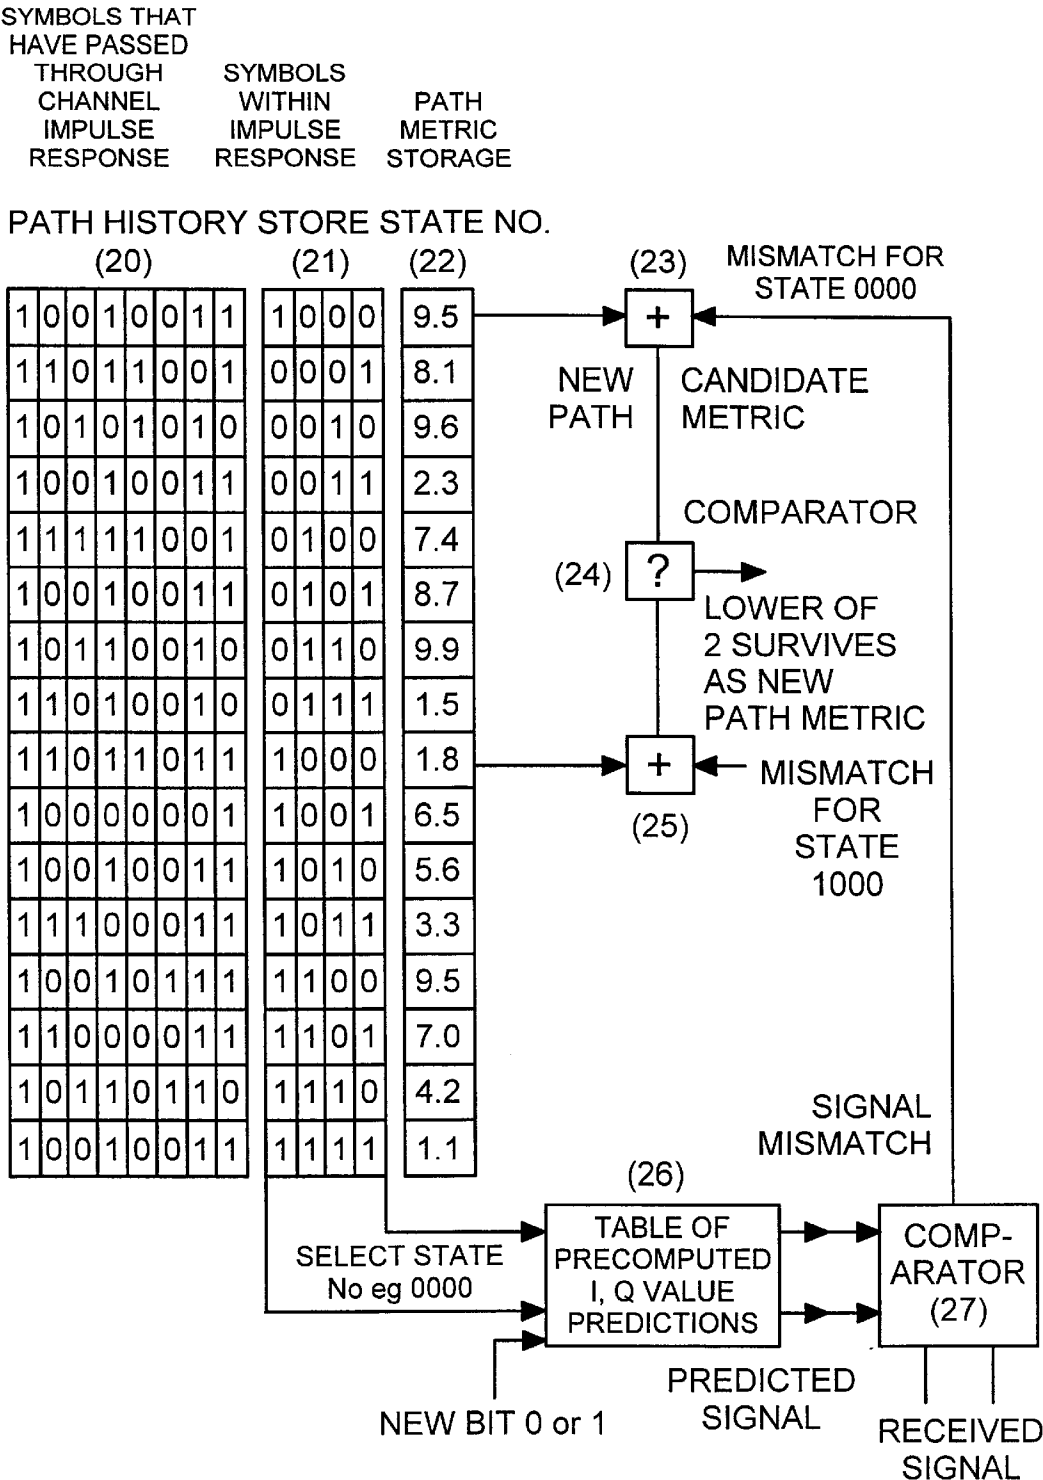 SYMBOLS THAT
HAVE PASSED
THROUGH
CHANNEL
IMPULSE
RESPONSE
SYMBOLS
WITHIN
IMPULSE
RESPONSE
PATH
METRIC
STORAGE
PATH HISTORY STORE STATE NO.
(20) (21) (22)
1 0 0 1 0 0 1 1 1 0 0 0 9.5
1 1 0 1 1 0 0 1 0 0 0 1 8.1
1 0 1 0 1 0 1 0 0 0 1 0 9.6
1 0 0 1 0 0 1 1 0 0 1 1 2.3
1 1 1 1 1 0 0 1 0 1 0 0 7.4
1 0 0 1 0 0 1 1 0 1 0 1 8.7
1 0 1 1 0 0 1 0 0 1 1 0 9.9
1 1 0 1 0 0 1 0 0 1 1 1 1.5
1 1 0 1 1 0 1 1 1 0 0 0 1.8
1 0 0 0 0 0 0 1 1 0 0 1 6.5
1 0 0 1 0 0 1 1 1 0 1 0 5.6
1 1 1 0 0 0 1 1 1 0 1 1 3.3
1 0 0 1 0 1 1 1 1 1 0 0 9.5
1 1 0 0 0 0 1 1 1 1 0 1 7.0
1 0 1 1 0 1 1 0 1 1 1 0 4.2
1 0 0 1 0 0 1 1 1 1 1 1 1.1
(23)
MISMATCH FOR
STATE 0000
+
NEW CANDIDATE
PATH METRIC
COMPARATOR
(24) ?
LOWER OF
2 SURVIVES
AS NEW
PATH METRIC
+
(25)
MISMATCH
FOR
STATE
1000
SIGNAL
MISMATCH
(26)
TABLE OF
PRECOMPUTED
I, Q VALUE
PREDICTIONS
COMP-
ARATOR
(27)
SELECT STATE
No eg 0000
PREDICTED
SIGNAL
NEW BIT 0 or 1
RECEIVED
SIGNAL